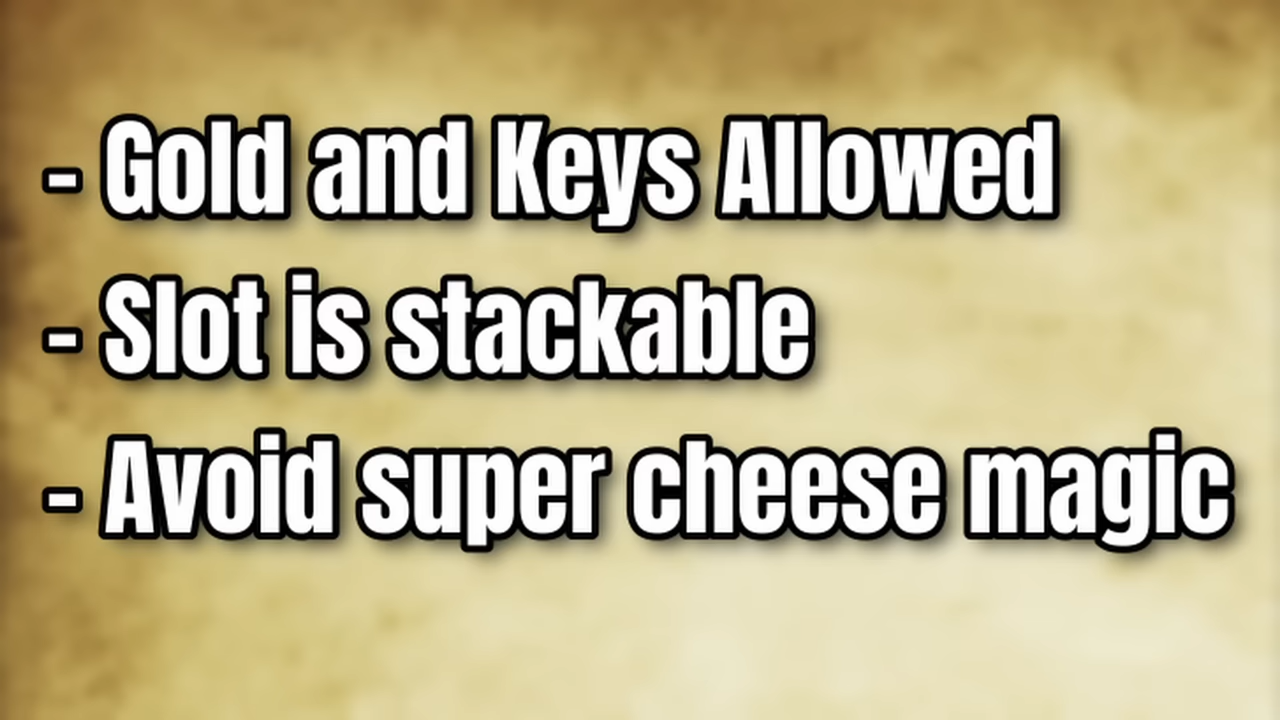 - Gold and Keys Allowed
- Slot is stackable
- Avoid super cheese magic